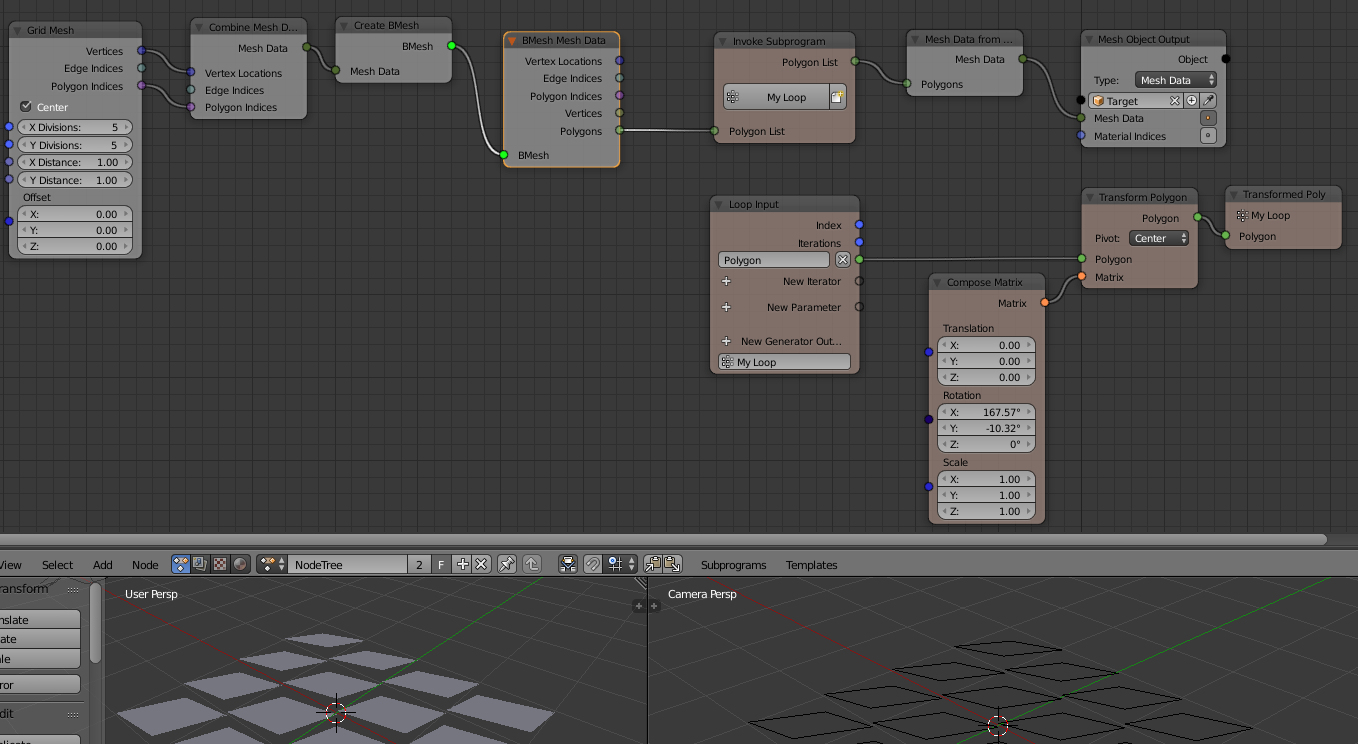 Grid Mesh
Vertices
Edge Indices
Polygon Indices
Center
X Divisions: 5
Y Divisions: 5
X Distance: 1.00
Y Distance: 1.00
Offset
X: 0.00
Y: 0.00
Z: 0.00
Combine Mesh D...
Mesh Data
Vertex Locations
Edge Indices
Polygon Indices
Create BMesh
BMesh
Mesh Data
BMesh Mesh Data
Vertex Locations
Edge Indices
Polygon Indices
Vertices
Polygons
BMesh
Invoke Subprogram
Polygon List
My Loop
Polygon List
Mesh Data from ...
Mesh Data
Polygons
Mesh Object Output
Object
Type: Mesh Data
Target
Mesh Data
Material Indices
Loop Input
Index
Iterations
Polygon
New Iterator
New Parameter
New Generator Out...
My Loop
Compose Matrix
Matrix
Translation
X: 0.00
Y: 0.00
Z: 0.00
Rotation
X: 167.57°
Y: -10.32°
Z: 0°
Scale
X: 1.00
Y: 1.00
Z: 1.00
Transform Polygon
Polygon
Pivot: Center
Polygon
Matrix
Transformed Poly
My Loop
Polygon
View Select Add Node NodeTree 2 F Subprograms Templates
ransform
nslate
ate
le
ror
dit
plicate
User Persp
Camera Persp